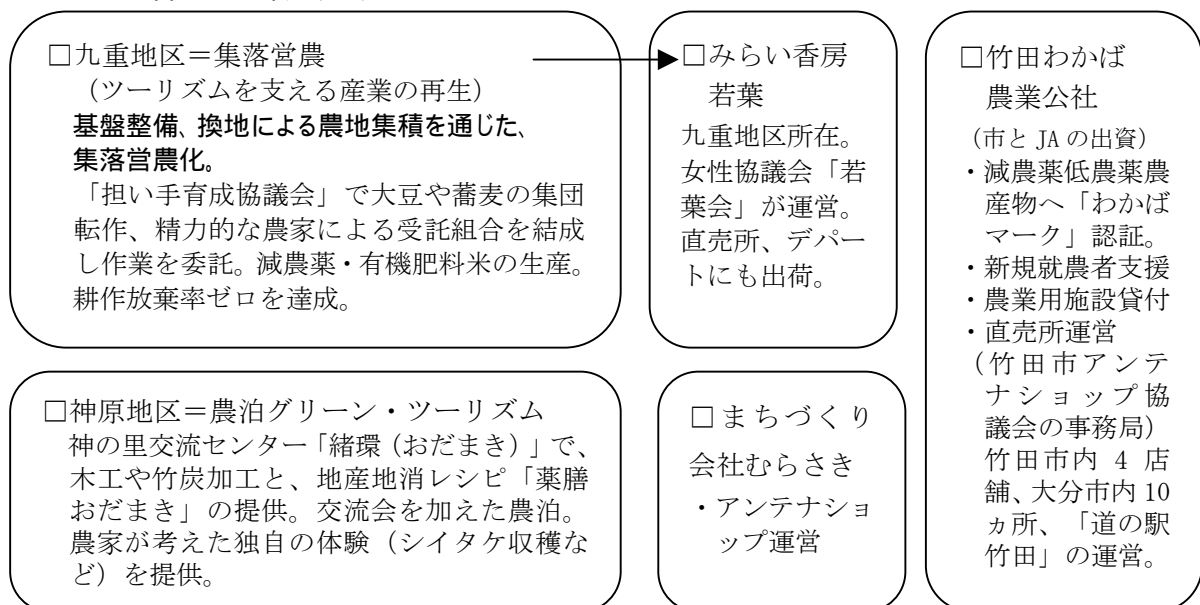 □九重地区＝集落営農
（ツーリズムを支える産業の再生）
基盤整備、換地による農地集積を通じた、
集落営農化。
「担い手育成協議会」で大豆や蕎麦の集団
転作、精力的な農家による受託組合を結成
し作業を委託。減農薬・有機肥料米の生産。
耕作放棄率ゼロを達成。
□みらい香房
若葉
九重地区所在。
女性協議会「若
葉会」が運営。
直売所、デパー
トにも出荷。
□竹田わかば
農業公社
（市と JA の出資）
・減農薬低農薬農
産物へ「わかば
マーク」認証。
・新規就農者支援
・農業用施設貸付
・直売所運営
（竹田市アンテ
ナショップ協
議会の事務局）
竹田市内 4 店
舗、大分市内 10
ヵ所、「道の駅
竹田」の運営。
□神原地区＝農泊グリーン・ツーリズム
神の里交流センター「緒環（おだまき）」で、
木工や竹炭加工と、地産地消レシピ「薬膳
おだまき」の提供。交流会を加えた農泊。
農家が考えた独自の体験（シイタケ収穫な
ど）を提供。
□まちづくり
会社むらさき
・アンテナショ
ップ運営